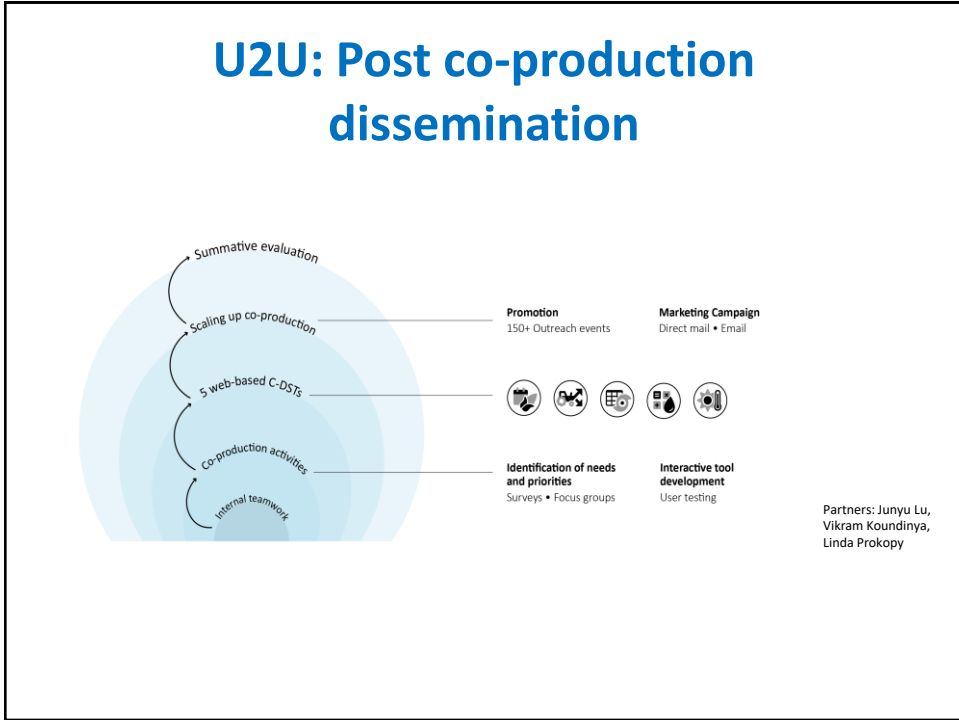 U2U: Post co-production
dissemination
Summative evaluation
Scaling up co-production
5 web-based C-DSTs
Co-production activities
Internal teamwork
Promotion
150+ Outreach events
Marketing Campaign
Direct mail • Email
Identification of needs
and priorities
Surveys • Focus groups
Interactive tool
development
User testing
Partners: Junyu Lu,
Vikram Koundinya,
Linda Prokopy